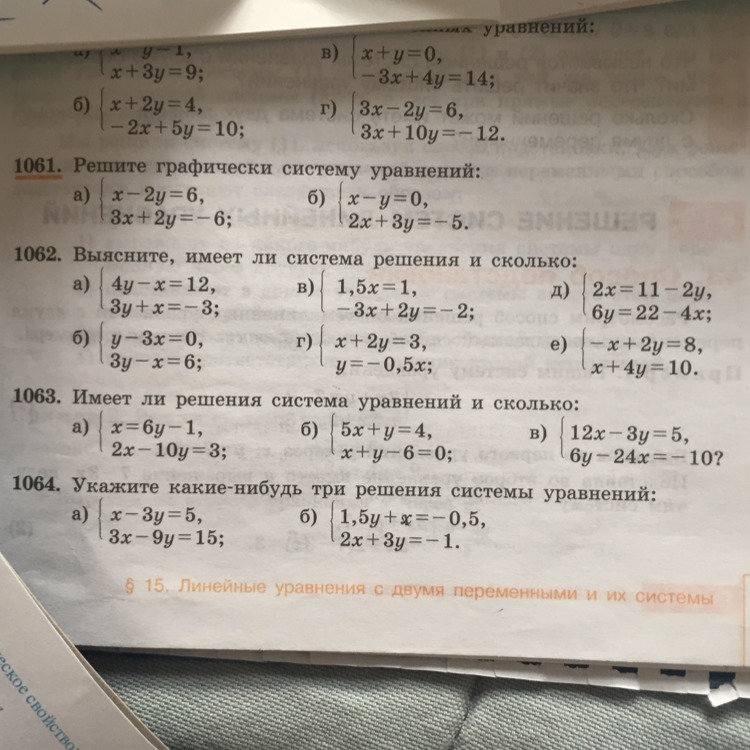 уравнений:
x+3y=9;
в) x+y=0,
-3x+4y=14;
б) x+2y=4,
-2x+5y=10;
г) 3x-2y=6,
3x+10y=-12.
1061. Решите графически систему уравнений:
а) x-2y=6,
3x+2y=-6;
б) x-y=0,
2x+3y=-5.
1062. Выясните, имеет ли система решения и сколько:
а) 4y-x=12,
3y+x=-3;
в) 1,5x=1,
-3x+2y=-2;
д) 2x=11-2y,
6y=22-4x;
б) y-3x=0,
3y-x=6;
г) x+2y=3,
y=-0,5x;
е) -x+2y=8,
x+4y=10.
1063. Имеет ли решения система уравнений и сколько:
а) x=6y-1,
2x-10y=3;
б) 5x+y=4,
x+y-6=0;
в) 12x-3y=5,
6y-24x=-10?
1064. Укажите какие-нибудь три решения системы уравнений:
а) x-3y=5,
3x-9y=15;
б) 1,5y+x=-0,5,
2x+3y=-1.
§ 15. Линейные уравнения с двумя переменными и их системы